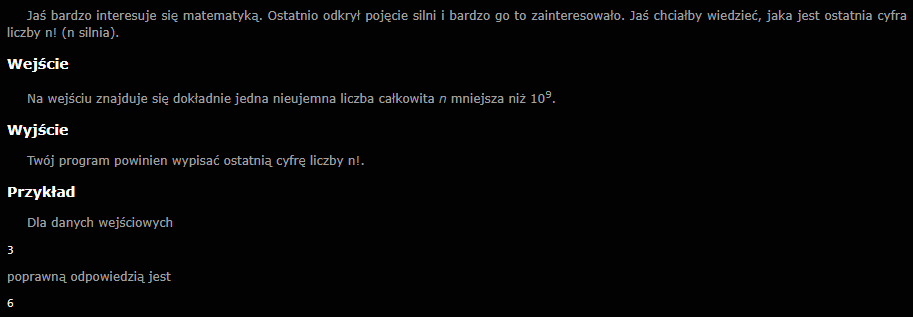 Jaś bardzo interesuje się matematyką. Ostatnio odkrył pojęcie silni i bardzo go to zainteresowało. Jaś chciałby wiedzieć, jaka jest ostatnia cyfra
liczby n! (n silnia).
Wejście
Na wejściu znajduje się dokładnie jedna nieujemna liczba całkowita n mniejsza niż 10⁹.
Wyjście
Twój program powinien wypisać ostatnią cyfrę liczby n!.
Przykład
Dla danych wejściowych
3
poprawną odpowiedzią jest
6